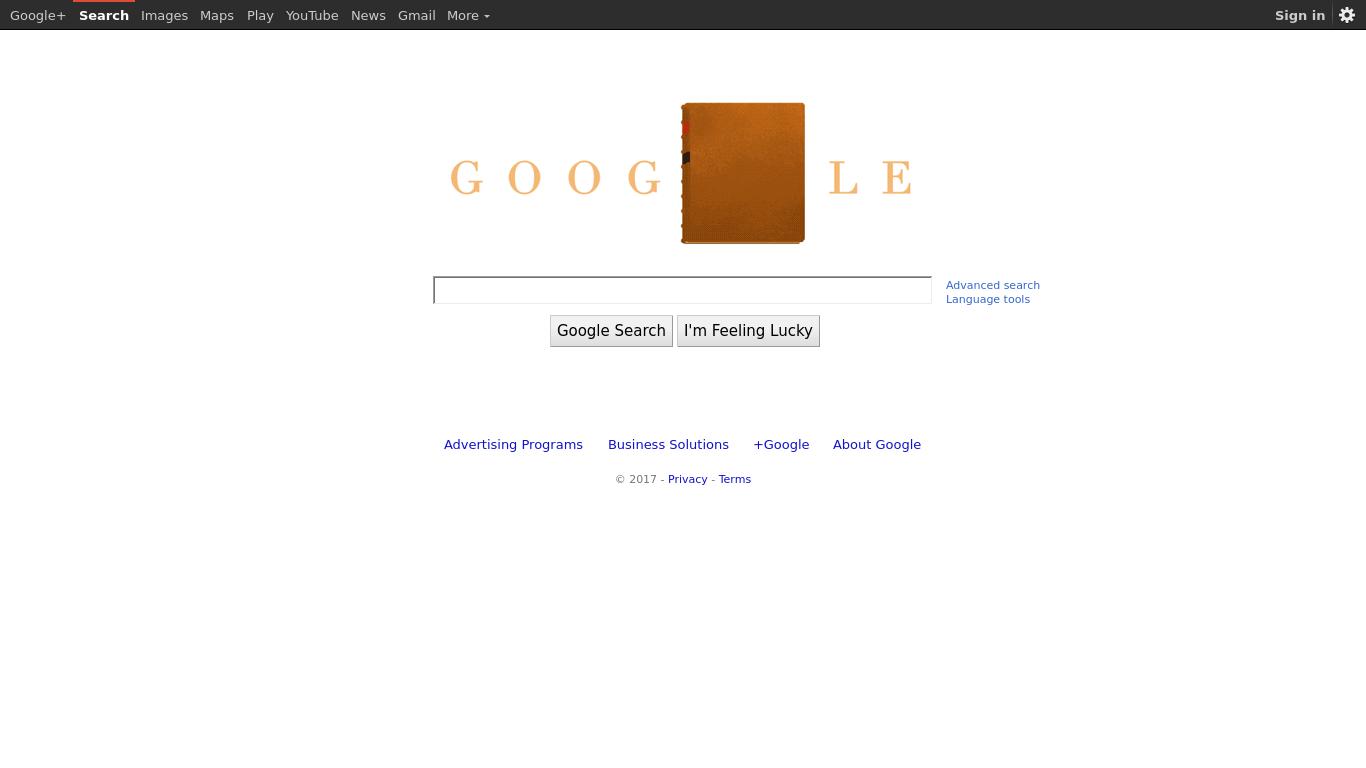 Google+ Search Images Maps Play YouTube News Gmail More Sign in
G O O G L E
Advanced search
Language tools
Google Search I'm Feeling Lucky
Advertising Programs Business Solutions +Google About Google
© 2017 - Privacy - Terms